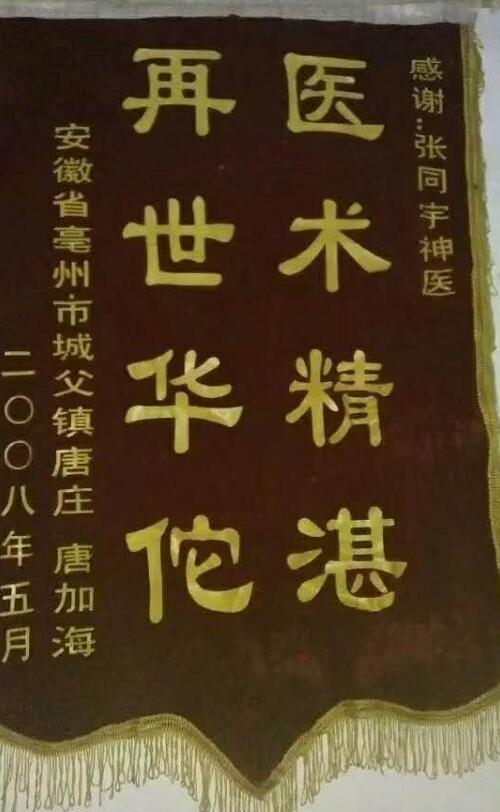 感谢:张同宇神医
医术精湛
再世华佗
安徽省亳州市城父镇唐庄 唐加海
二〇〇八年五月